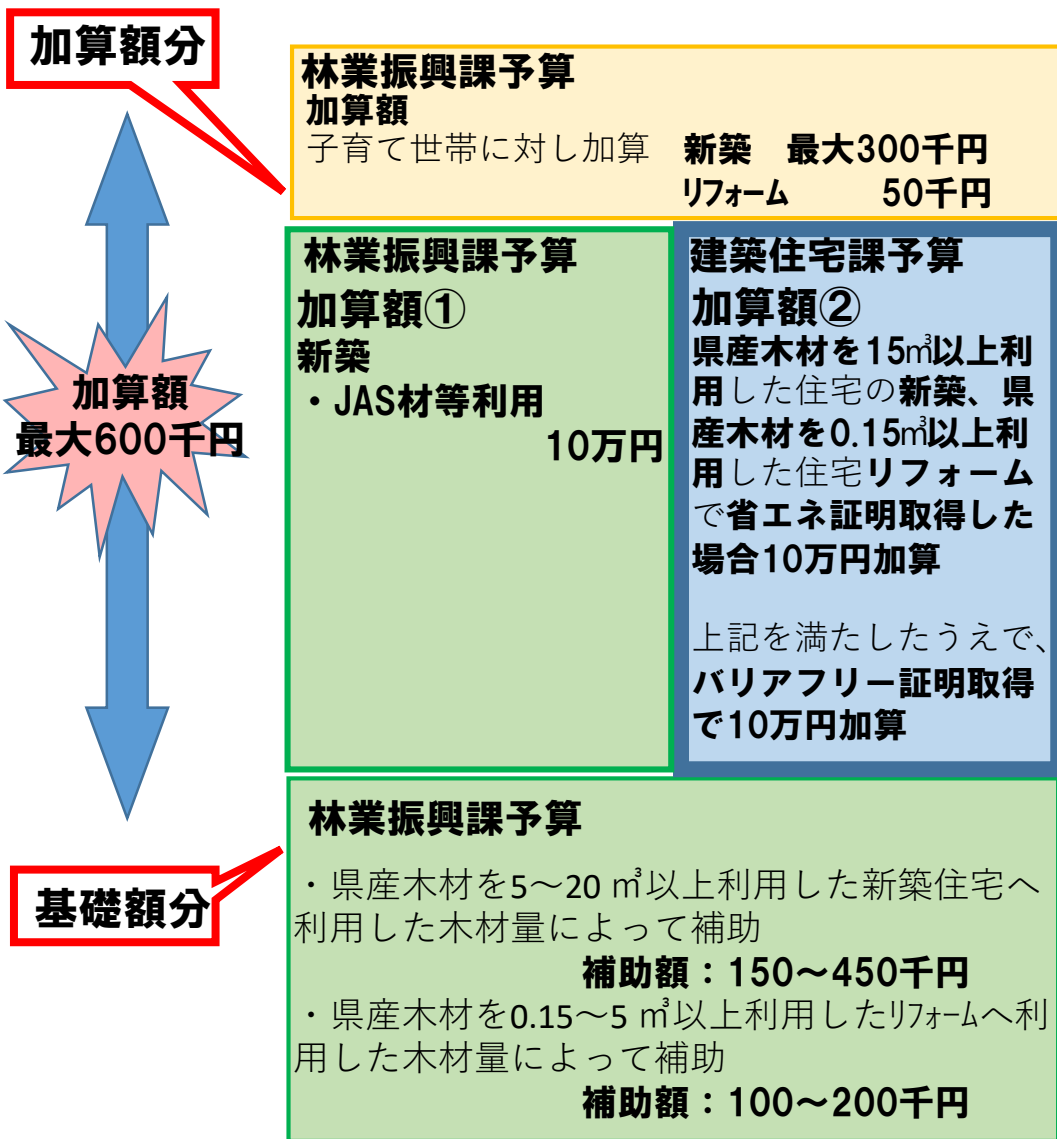 加算額分
林業振興課予算
加算額
子育て世帯に対し加算 新築 最大300千円
リフォーム 50千円
加算額
最大600千円
林業振興課予算
加算額①
新築
・JAS材等利用
10万円
建築住宅課予算
加算額②
県産木材を15㎥以上利
用した住宅の新築、県
産木材を0.15㎥以上利
用した住宅リフォーム
で省エネ証明取得した
場合10万円加算
上記を満たしたうえで、
バリアフリー証明取得
で10万円加算
基礎額分
林業振興課予算
・県産木材を5～20 ㎥以上利用した新築住宅へ
利用した木材量によって補助
補助額：150～450千円
・県産木材を0.15～5 ㎥以上利用したﾘﾌｫｰﾑへ利
用した木材量によって補助
補助額：100～200千円